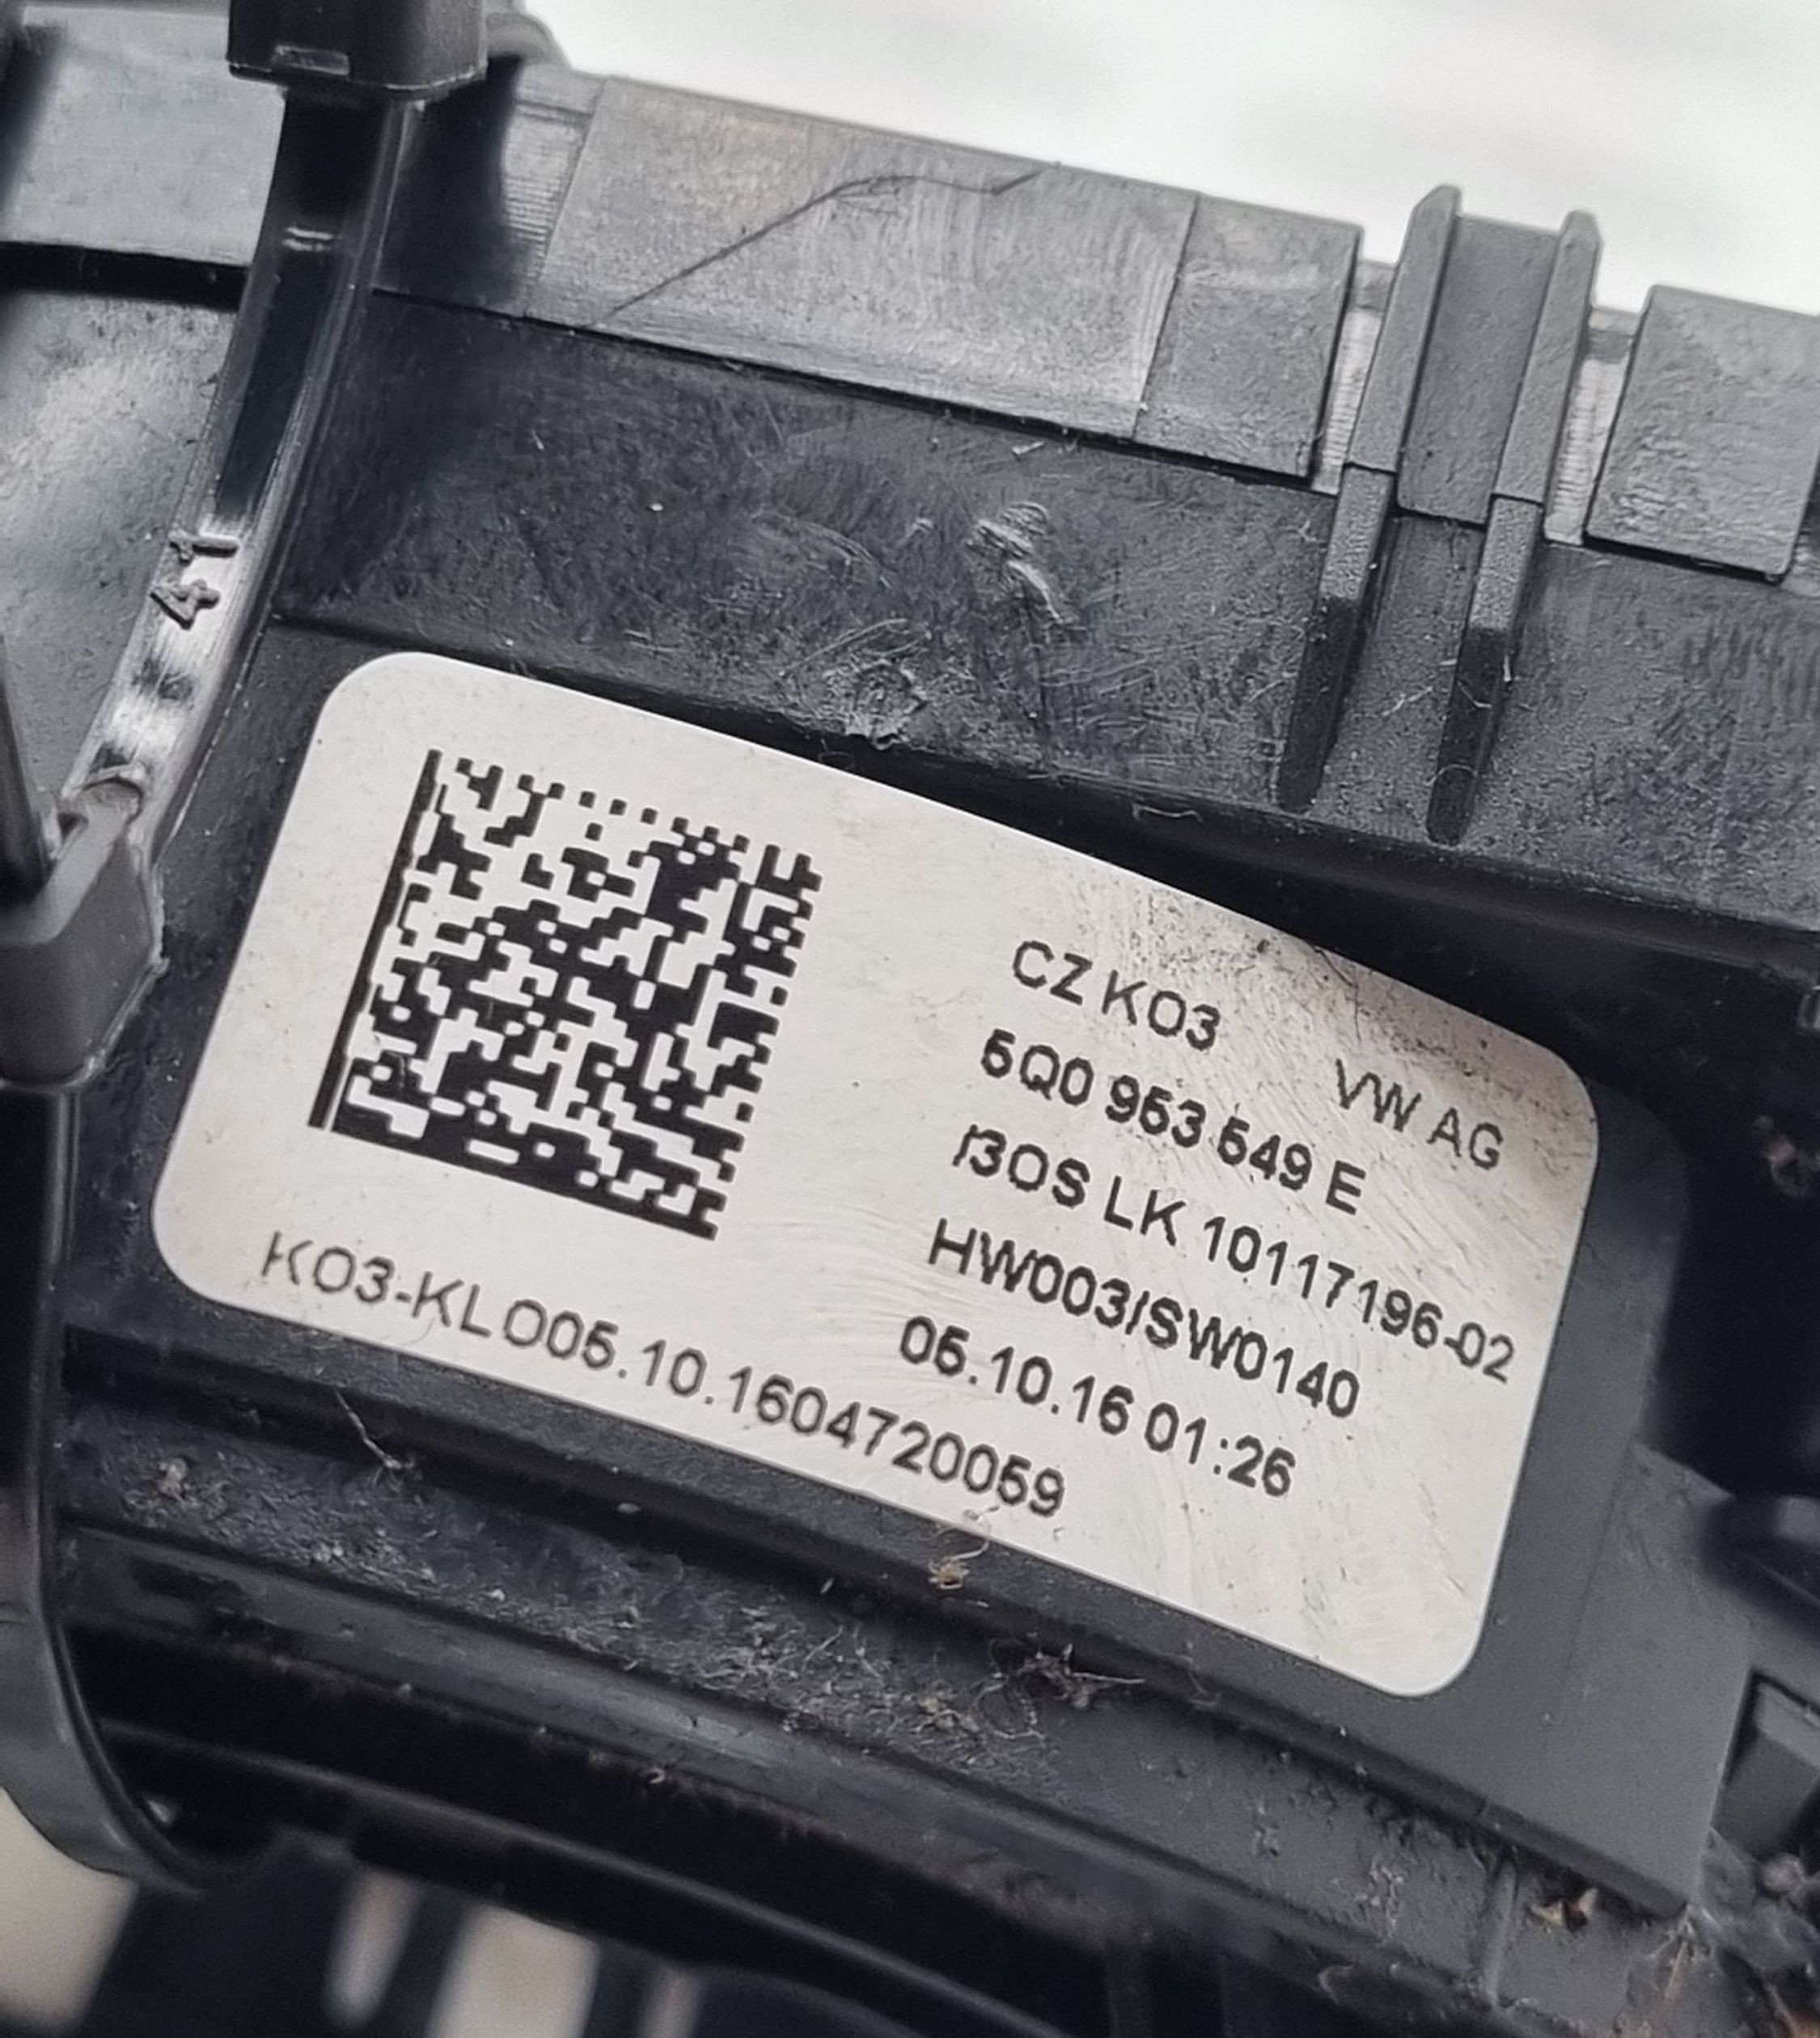 41
CZ KO3 VW AG
5Q0 953 549 E
/3OS LK 10117196-02
HW003/SW0140
05.10.16 01:26
KO3-KLO05.10.1604720059